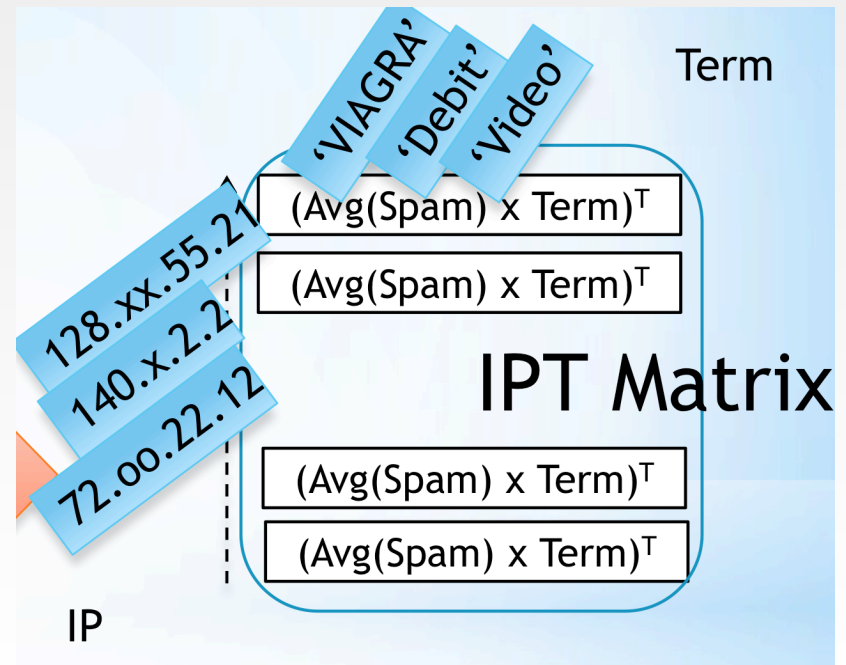 Term
‘VIAGRA’
‘Debit’
‘Video’
(Avg(Spam) x Term)ᵀ
128.xx.55.21
(Avg(Spam) x Term)ᵀ
140.x.2.2
IPT Matrix
72.oo.22.12
(Avg(Spam) x Term)ᵀ
(Avg(Spam) x Term)ᵀ
IP